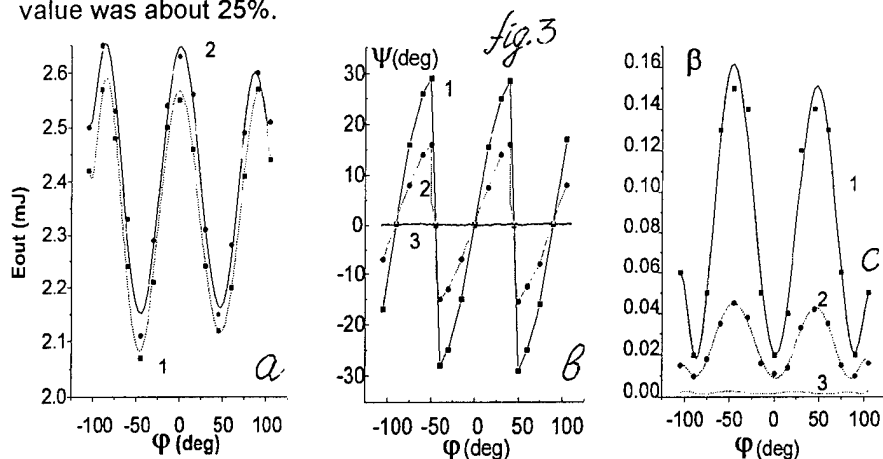 value was about 25%.
fig.3
Eout (mJ)
2.6
2.5
2.4
2.3
2.2
2.1
2.0
2
1
a
-100 -50 0 50 100
φ (deg)
Ψ(deg)
30
20
10
0
-10
-20
-30
1
2
3
B
-100 -50 0 50 100
φ (deg)
β
0.16
0.14
0.12
0.10
0.08
0.06
0.04
0.02
0.00
1
2
3
C
-100 -50 0 50 100
φ (deg)